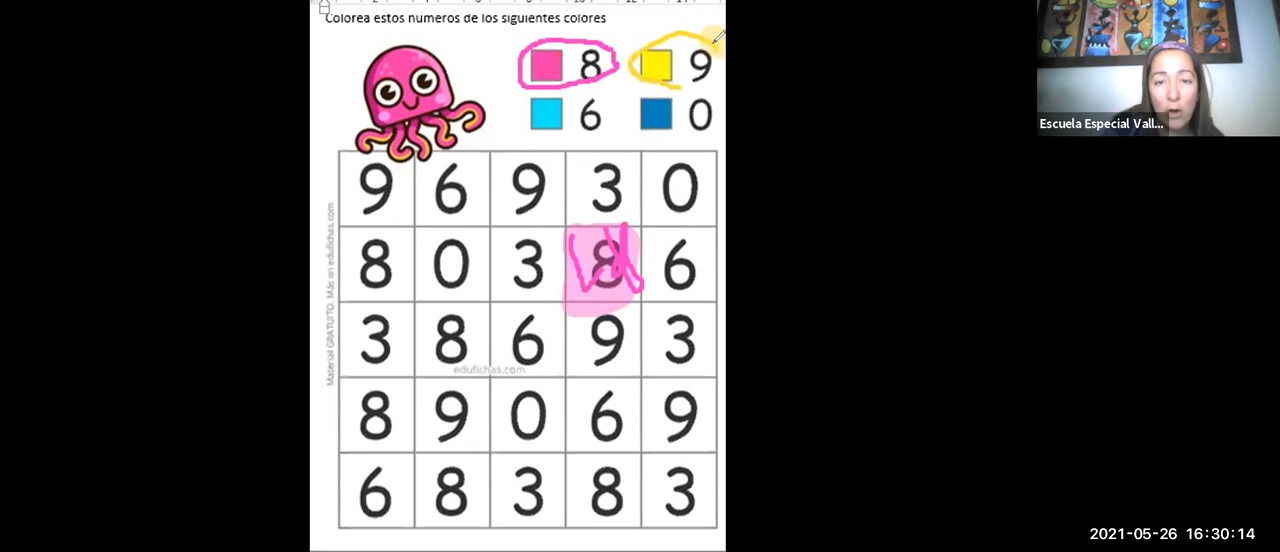 Colorea estos numeros de los siguientes colores
8 9
6 0
9 6 9 3 0
8 0 3 8 6
3 8 6 9 3
8 9 0 6 9
6 8 3 8 3
Material GRATUITO. Más en edufichas.com
edufichas.com
Escuela Especial Vall...
2021-05-26 16:30:14